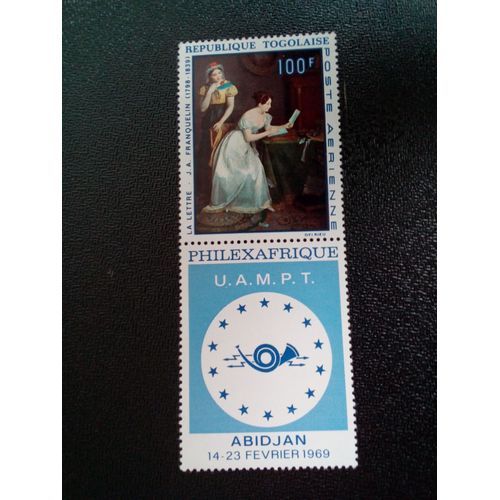 REPUBLIQUE TOGOLAISE
100F
POSTE AERIENNE
LA LETTRE - J.A. FRANQUELIN (1798-1839)
PHILEXAFRIQUE
U.A.M.P.T.
ABIDJAN
14-23 FEVRIER 1969